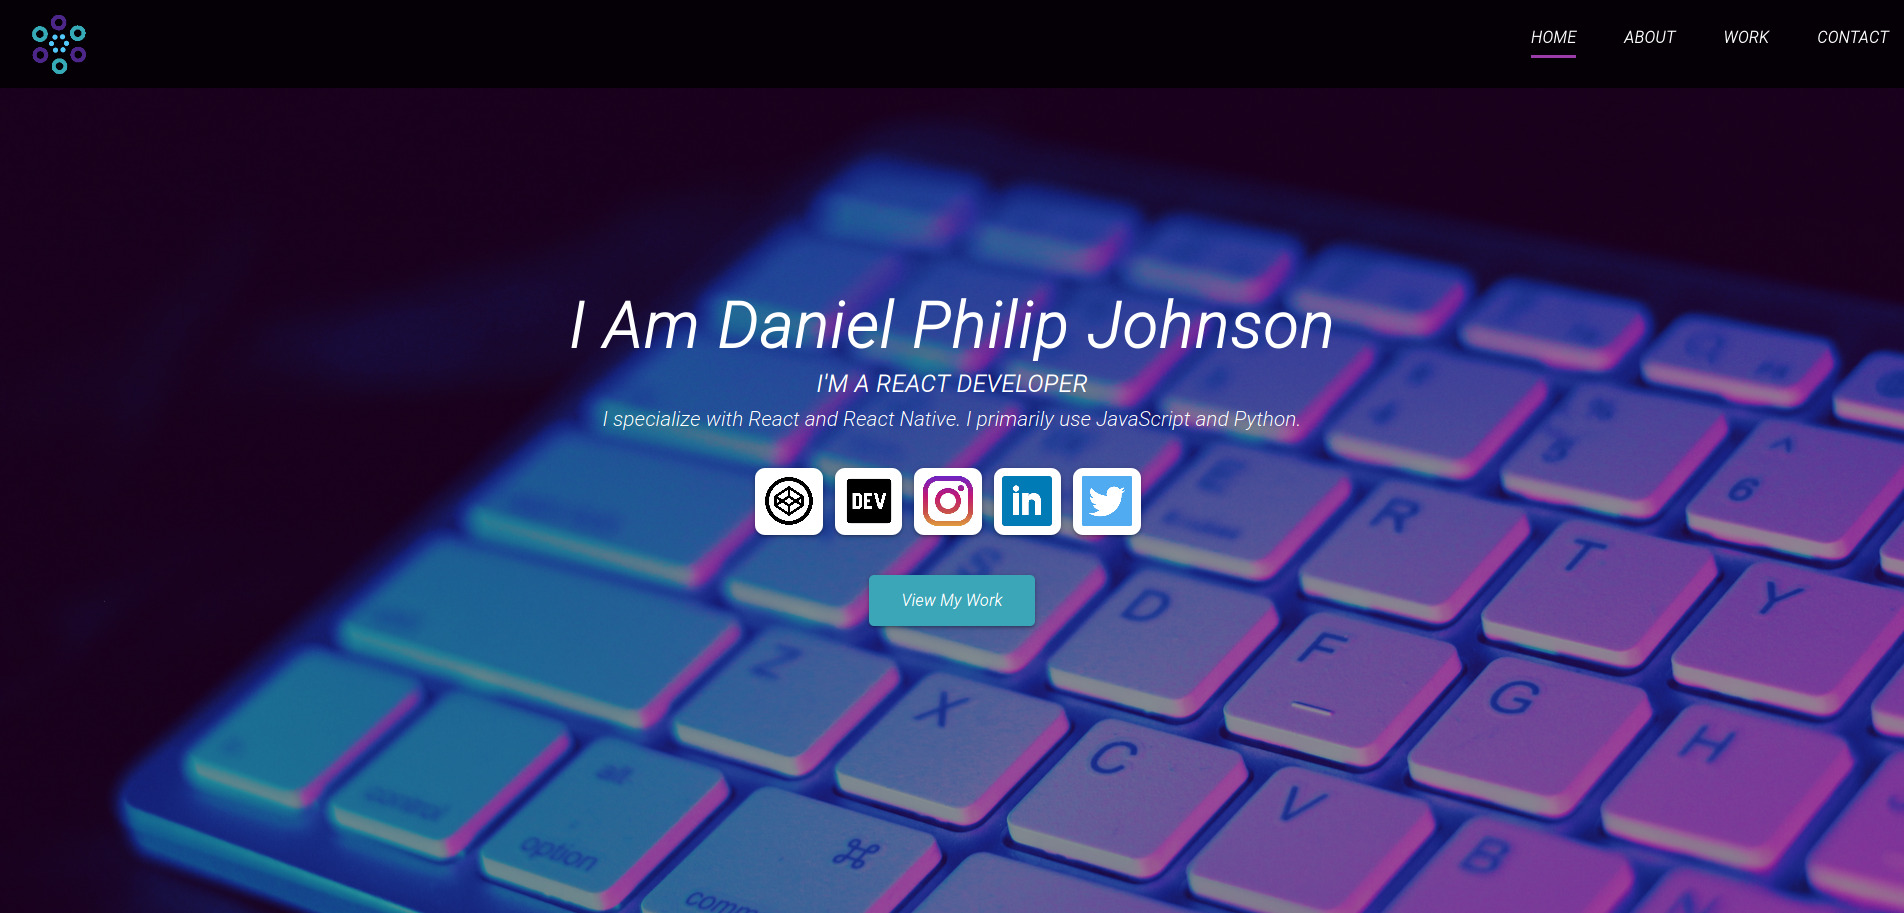 HOME ABOUT WORK CONTACT
I Am Daniel Philip Johnson
I'M A REACT DEVELOPER
I specialize with React and React Native. I primarily use JavaScript and Python.
DEV in
View My Work
^
6
E R T Y
S D F G H
Z X C V B
control alt
option
⌘